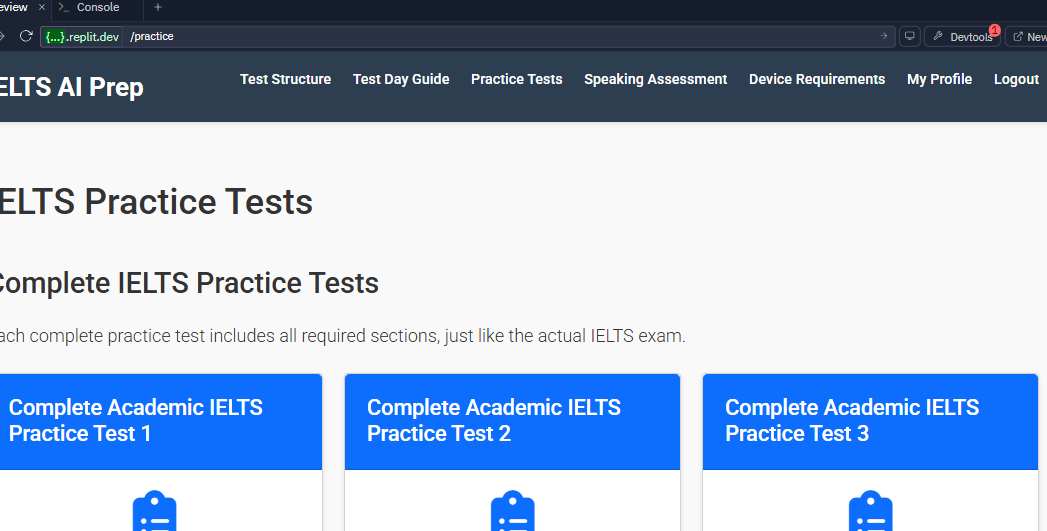 eview × >_ Console +
{...}.replit.dev /practice Devtools 1 New
ELTS AI Prep Test Structure Test Day Guide Practice Tests Speaking Assessment Device Requirements My Profile Logout
ELTS Practice Tests
Complete IELTS Practice Tests
ach complete practice test includes all required sections, just like the actual IELTS exam.
Complete Academic IELTS
Practice Test 1
Complete Academic IELTS
Practice Test 2
Complete Academic IELTS
Practice Test 3